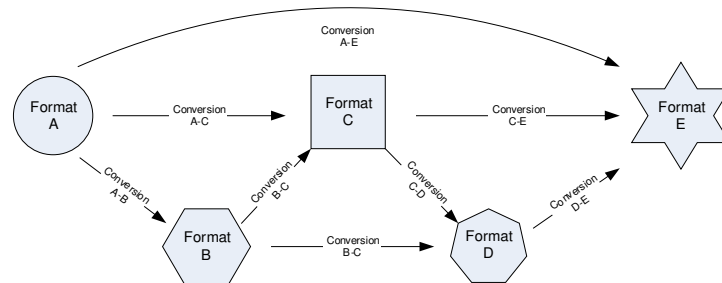 Conversion
A-E
Format
A
Conversion
A-C
Format
C
Conversion
C-E
Format
E
Conversion
A-B
Conversion
B-C
Conversion
C-D
Conversion
D-E
Format
B
Conversion
B-C
Format
D